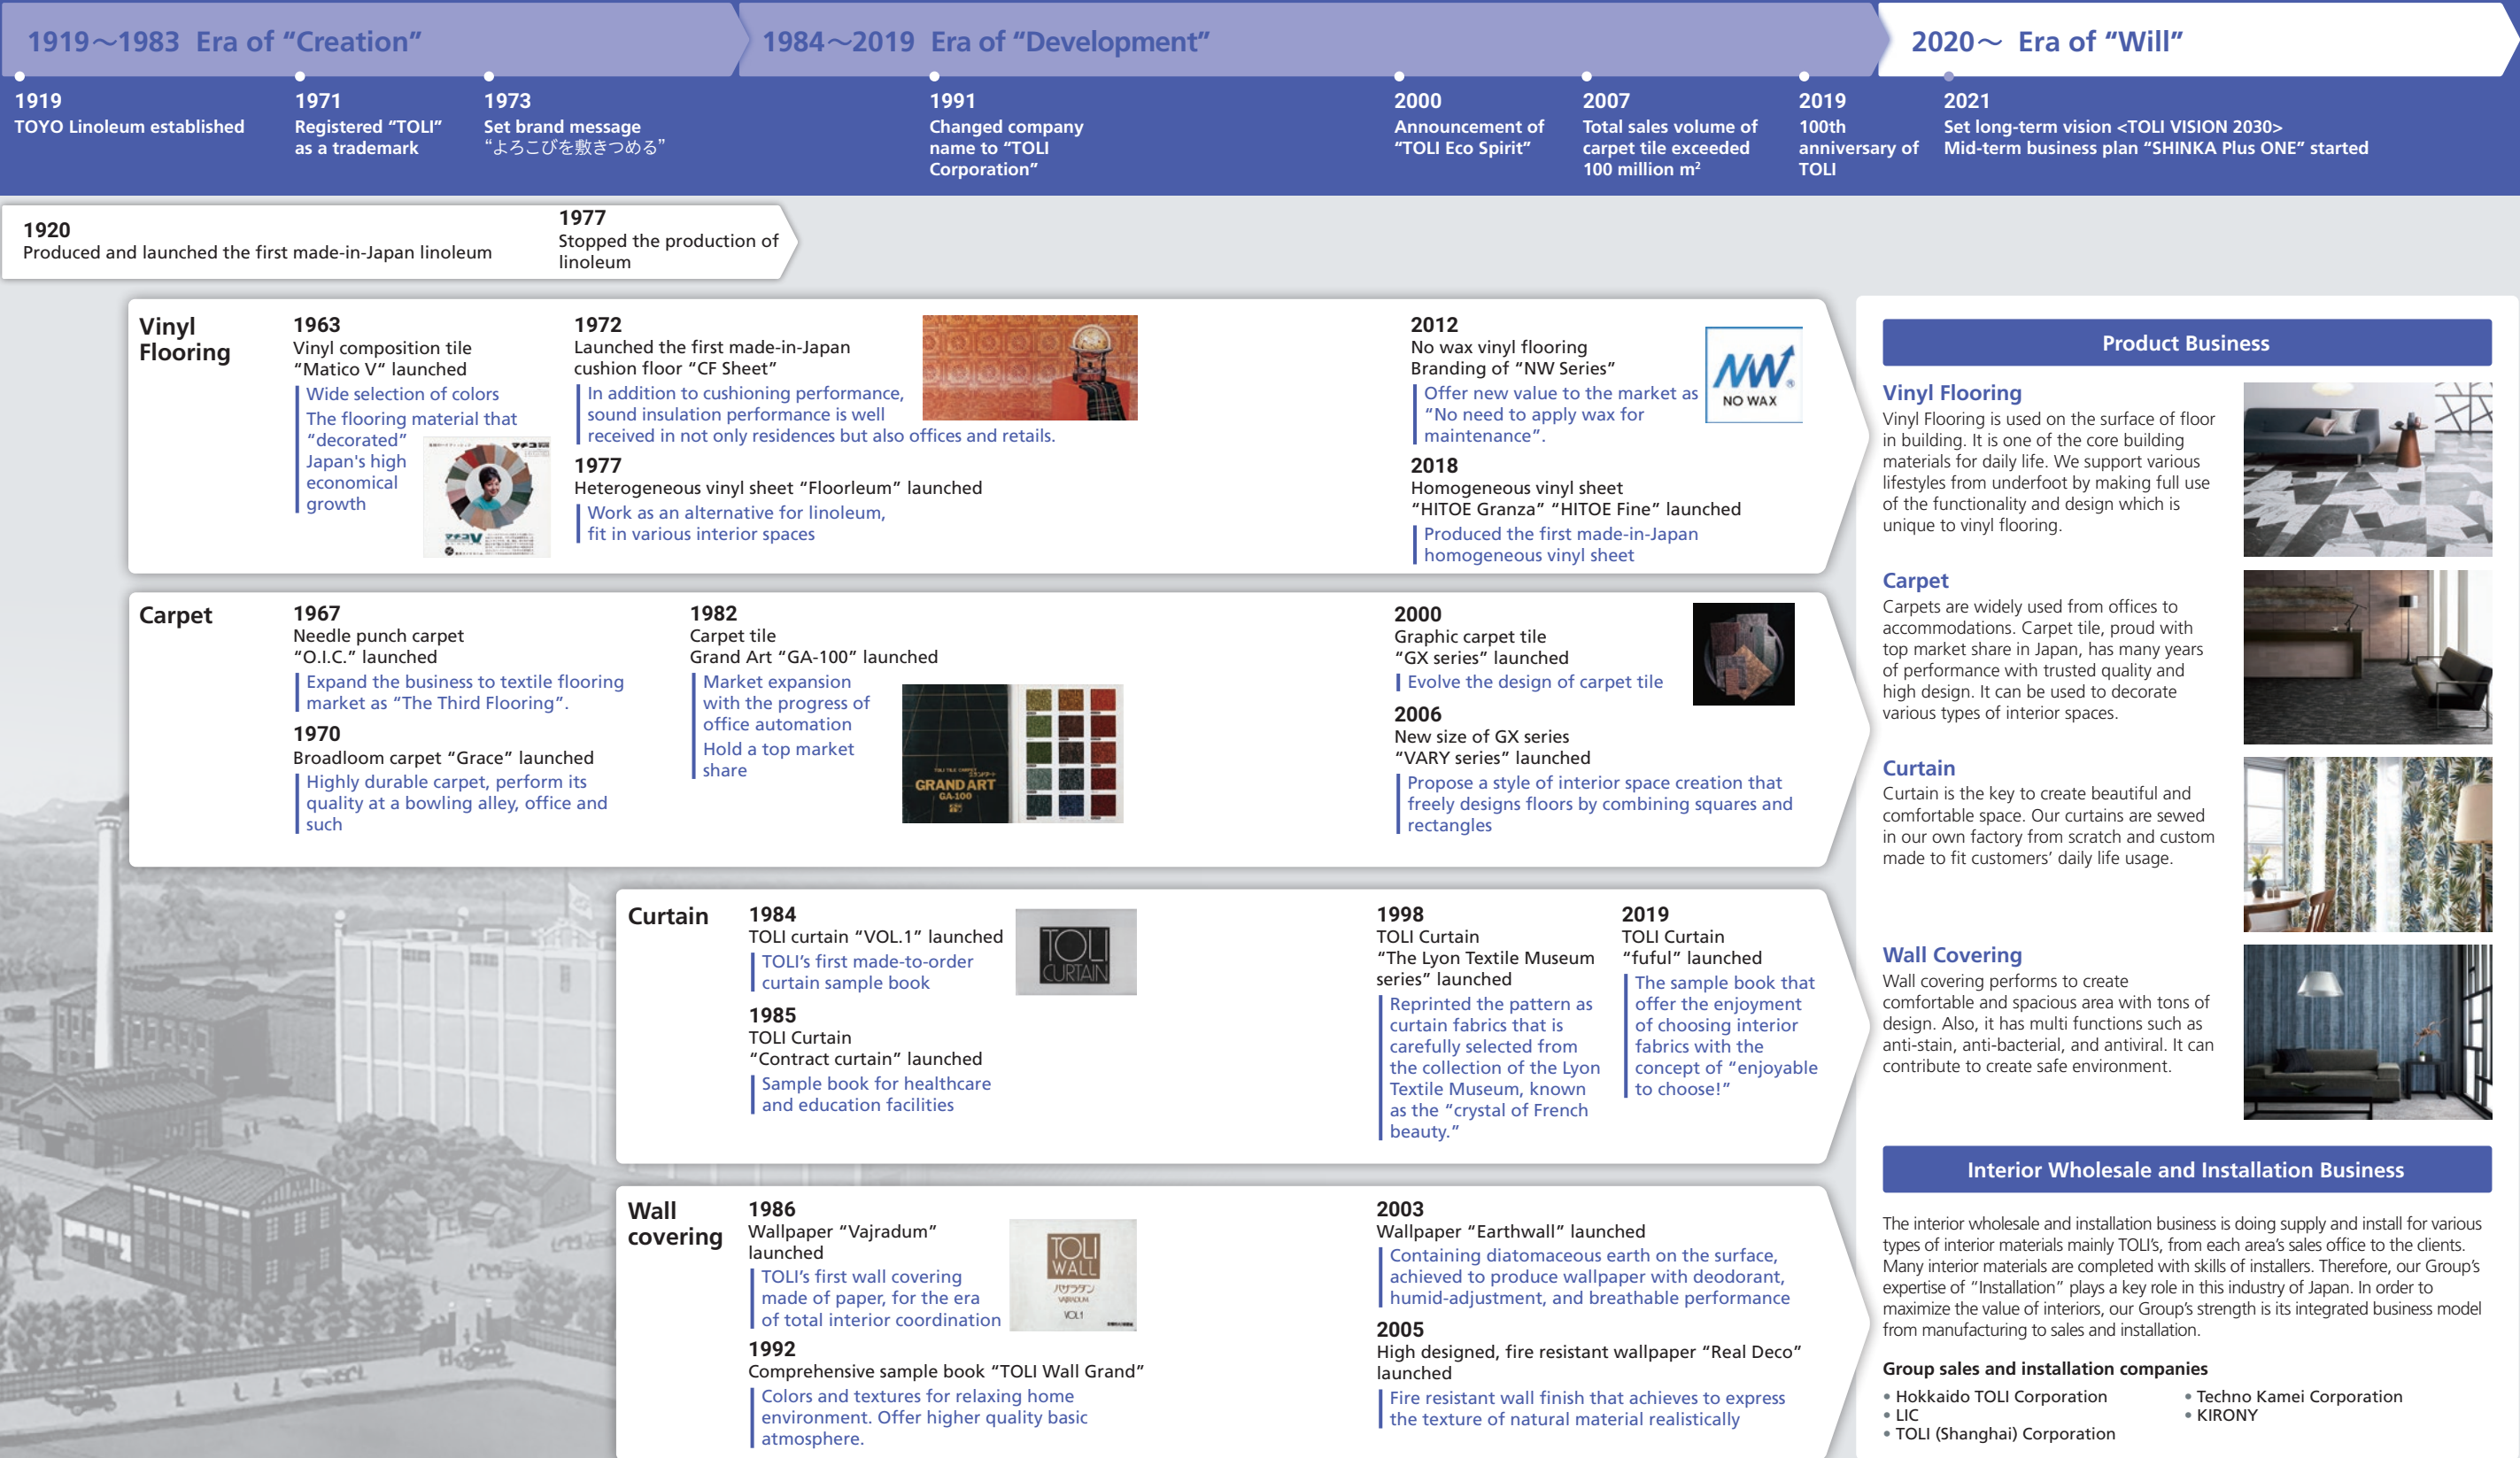 1919～1983 Era of “Creation”
1984～2019 Era of “Development”
2020～ Era of “Will”
1919
TOYO Linoleum established
1971
Registered “TOLI”
as a trademark
1973
Set brand message
“よろこびを敷きつめる”
1991
Changed company
name to “TOLI
Corporation”
2000
Announcement of
“TOLI Eco Spirit”
2007
Total sales volume of
carpet tile exceeded
100 million m²
2019
100th
anniversary of
TOLI
2021
Set long-term vision <TOLI VISION 2030>
Mid-term business plan “SHINKA Plus ONE” started
1920
Produced and launched the first made-in-Japan linoleum
1977
Stopped the production of
linoleum
Vinyl
Flooring
1963
Vinyl composition tile
“Matico V“ launched
Wide selection of colors
The flooring material that
“decorated”
Japan's high
economical
growth
マチコ
マチコV
1972
Launched the first made-in-Japan
cushion floor “CF Sheet”
In addition to cushioning performance,
sound insulation performance is well
received in not only residences but also offices and retails.
1977
Heterogeneous vinyl sheet “Floorleum” launched
Work as an alternative for linoleum,
fit in various interior spaces
2012
No wax vinyl flooring
Branding of “NW Series”
Offer new value to the market as
“No need to apply wax for
maintenance”.
NW®
NO WAX
2018
Homogeneous vinyl sheet
“HITOE Granza” “HITOE Fine” launched
Produced the first made-in-Japan
homogeneous vinyl sheet
Carpet
1967
Needle punch carpet
“O.I.C.” launched
Expand the business to textile flooring
market as “The Third Flooring”.
1970
Broadloom carpet “Grace” launched
Highly durable carpet, perform its
quality at a bowling alley, office and
such
1982
Carpet tile
Grand Art “GA-100” launched
Market expansion
with the progress of
office automation
Hold a top market
share
TOLI TILE CARPET
グランドアート
GRAND ART
GA-100
2000
Graphic carpet tile
“GX series” launched
Evolve the design of carpet tile
2006
New size of GX series
“VARY series” launched
Propose a style of interior space creation that
freely designs floors by combining squares and
rectangles
Curtain
1984
TOLI curtain “VOL.1” launched
TOLI’s first made-to-order
curtain sample book
TOLI
CURTAIN
1985
TOLI Curtain
“Contract curtain” launched
Sample book for healthcare
and education facilities
1998
TOLI Curtain
“The Lyon Textile Museum
series” launched
Reprinted the pattern as
curtain fabrics that is
carefully selected from
the collection of the Lyon
Textile Museum, known
as the “crystal of French
beauty.”
2019
TOLI Curtain
“fuful” launched
The sample book that
offer the enjoyment
of choosing interior
fabrics with the
concept of “enjoyable
to choose!“
Wall
covering
1986
Wallpaper “Vajradum”
launched
TOLI’s first wall covering
made of paper, for the era
of total interior coordination
TOLI
WALL
バサラダン
VAJRADUM
VOL.1
1992
Comprehensive sample book “TOLI Wall Grand”
Colors and textures for relaxing home
environment. Offer higher quality basic
atmosphere.
2003
Wallpaper “Earthwall” launched
Containing diatomaceous earth on the surface,
achieved to produce wallpaper with deodorant,
humid-adjustment, and breathable performance
2005
High designed, fire resistant wallpaper “Real Deco”
launched
Fire resistant wall finish that achieves to express
the texture of natural material realistically
Product Business
Vinyl Flooring
Vinyl Flooring is used on the surface of floor
in building. It is one of the core building
materials for daily life. We support various
lifestyles from underfoot by making full use
of the functionality and design which is
unique to vinyl flooring.
Carpet
Carpets are widely used from offices to
accommodations. Carpet tile, proud with
top market share in Japan, has many years
of performance with trusted quality and
high design. It can be used to decorate
various types of interior spaces.
Curtain
Curtain is the key to create beautiful and
comfortable space. Our curtains are sewed
in our own factory from scratch and custom
made to fit customers’ daily life usage.
Wall Covering
Wall covering performs to create
comfortable and spacious area with tons of
design. Also, it has multi functions such as
anti-stain, anti-bacterial, and antiviral. It can
contribute to create safe environment.
Interior Wholesale and Installation Business
The interior wholesale and installation business is doing supply and install for various
types of interior materials mainly TOLI’s, from each area’s sales office to the clients.
Many interior materials are completed with skills of installers. Therefore, our Group’s
expertise of “Installation” plays a key role in this industry of Japan. In order to
maximize the value of interiors, our Group’s strength is its integrated business model
from manufacturing to sales and installation.
Group sales and installation companies
• Hokkaido TOLI Corporation
• LIC
• TOLI (Shanghai) Corporation
• Techno Kamei Corporation
• KIRONY